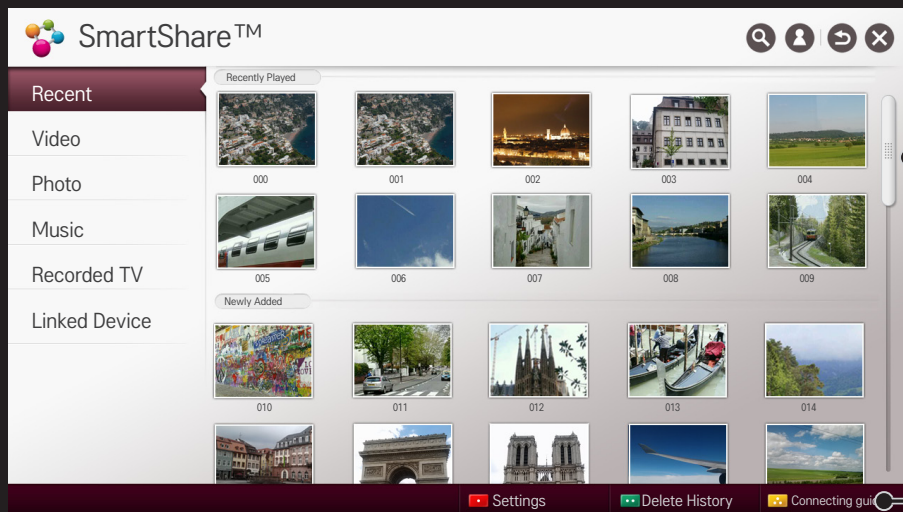 SmartShare™
Recent
Video
Photo
Music
Recorded TV
Linked Device
Recently Played
000
001
002
003
004
005
006
007
008
009
Newly Added
010
011
012
013
014
Settings
Delete History
Connecting